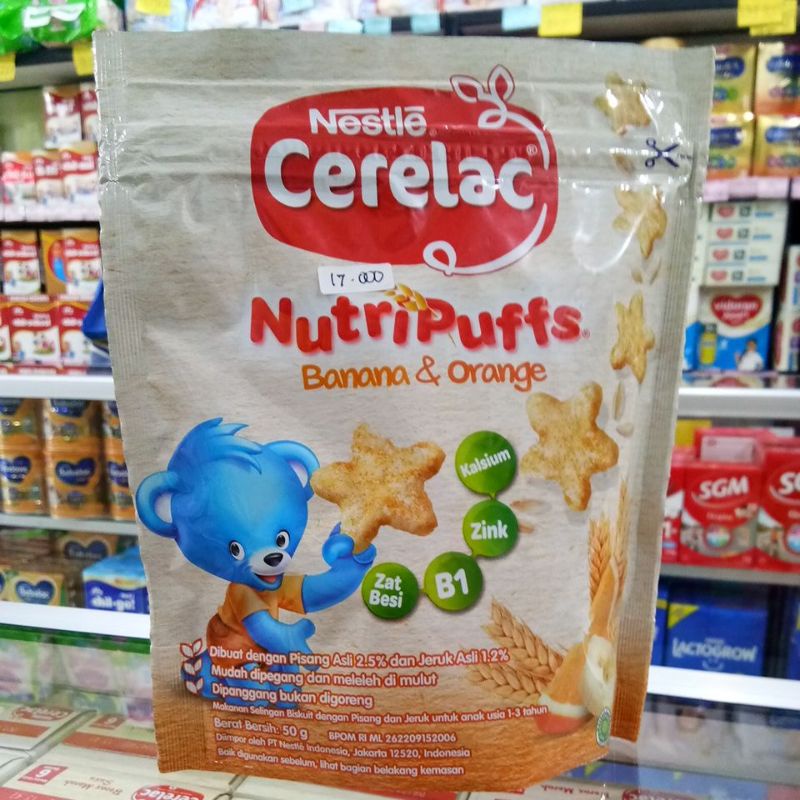 Nestlé®
Cerelac®
17.000
NutriPuffs®
Banana & Orange
Kalsium
Zink
B1
Zat
Besi
Dibuat dengan Pisang Asli 2.5% dan Jeruk Asli 1.2%
Mudah dipegang dan meleleh di mulut
Dipanggang bukan digoreng
Makanan Selingan Biskuit dengan Pisang dan Jeruk untuk anak usia 1-3 tahun
Berat Bersih: 50 g BPOM RI ML 262209152006
Diimpor oleh PT Nestlé Indonesia, Jakarta 12520, Indonesia
Baik digunakan sebelum, lihat bagian belakang kemasan
SGM
LACTOGROW